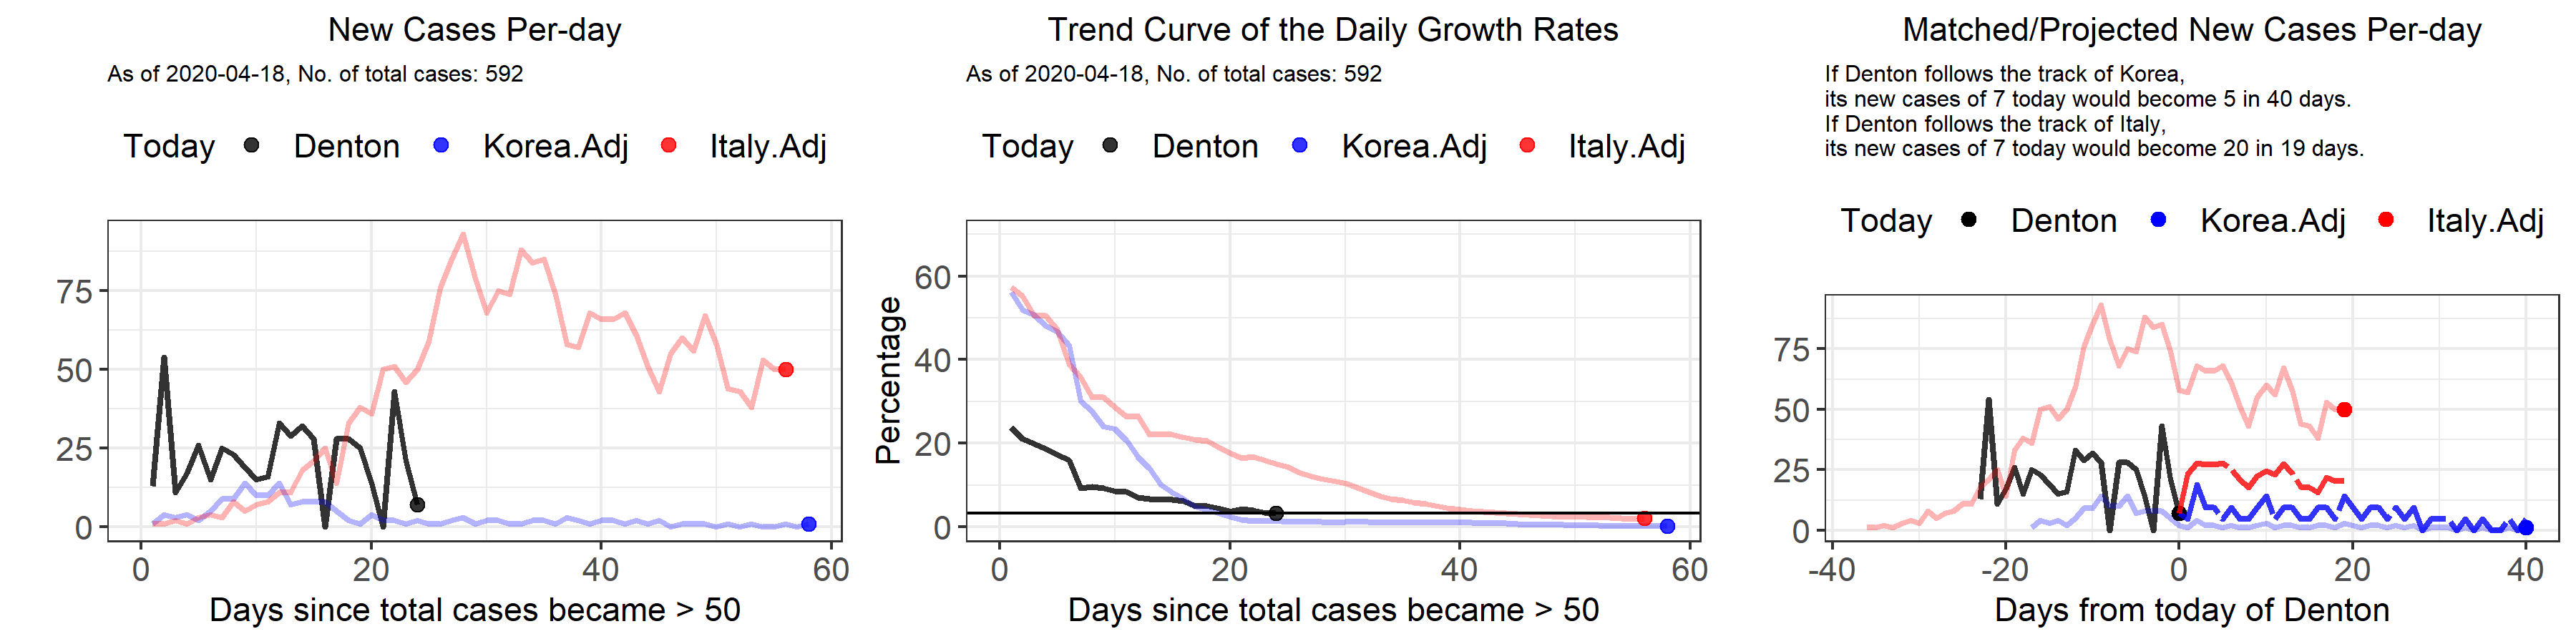 New Cases Per-day
As of 2020-04-18, No. of total cases: 592
Today Denton Korea.Adj Italy.Adj
75
50
25
0
0 20 40 60
Days since total cases became > 50
Trend Curve of the Daily Growth Rates
As of 2020-04-18, No. of total cases: 592
Today Denton Korea.Adj Italy.Adj
Percentage
60
40
20
0
0 20 40 60
Days since total cases became > 50
Matched/Projected New Cases Per-day
If Denton follows the track of Korea,
its new cases of 7 today would become 5 in 40 days.
If Denton follows the track of Italy,
its new cases of 7 today would become 20 in 19 days.
Today Denton Korea.Adj Italy.Adj
75
50
25
0
-40 -20 0 20 40
Days from today of Denton